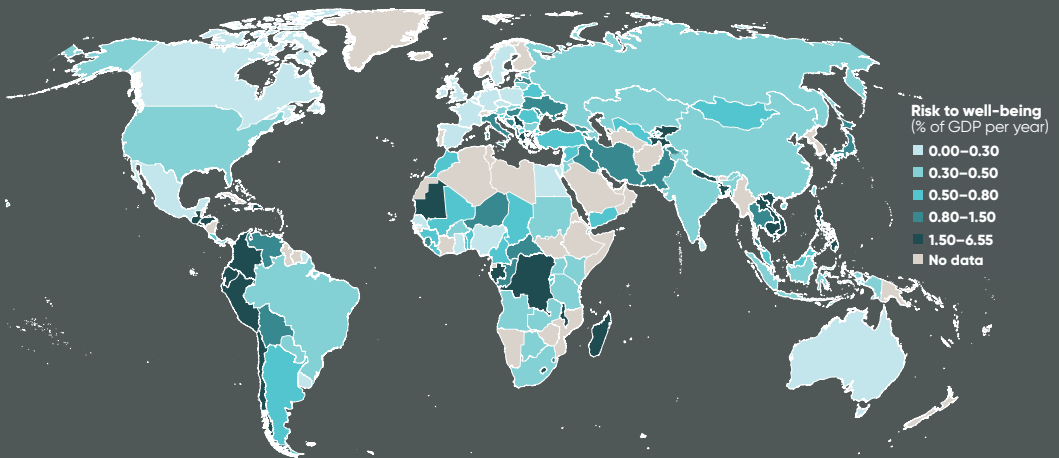 Risk to well-being
(% of GDP per year)
0.00–0.30
0.30–0.50
0.50–0.80
0.80–1.50
1.50–6.55
No data